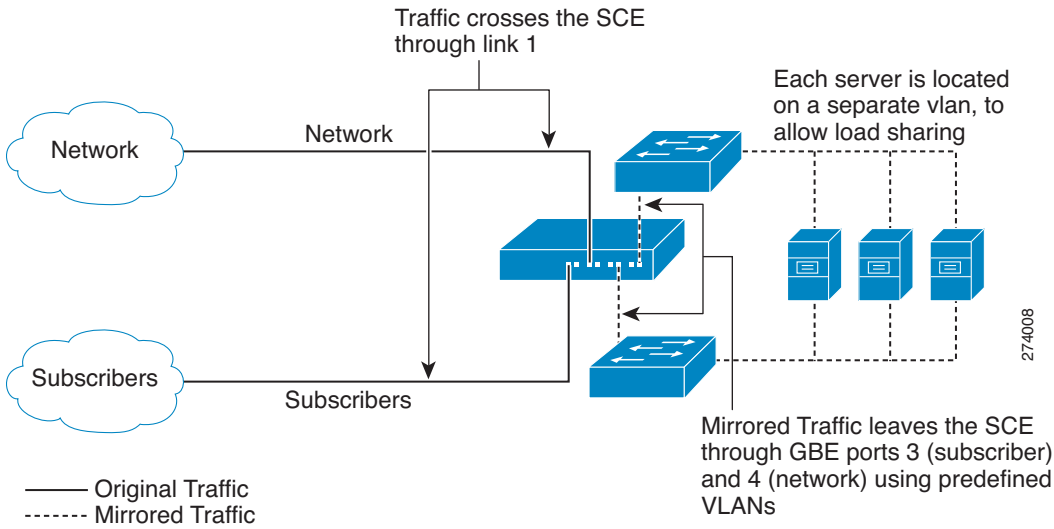 Traffic crosses the SCE
through link 1
Each server is located
on a separate vlan, to
allow load sharing
Network
Network
Subscribers
Subscribers
274008
Mirrored Traffic leaves the SCE
through GBE ports 3 (subscriber)
and 4 (network) using predefined
VLANs
Original Traffic
Mirrored Traffic